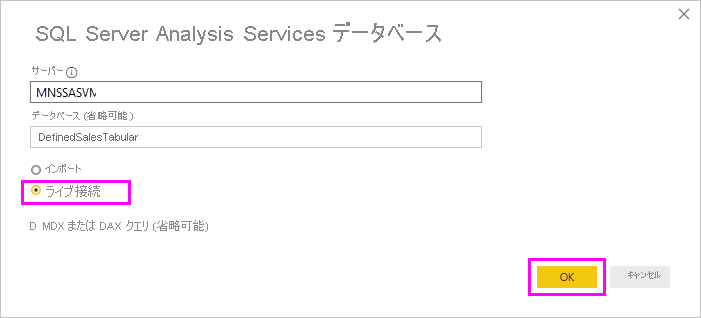 SQL Server Analysis Services データベース
サーバー
MNSSASVM
データベース (省略可能)
DefinedSalesTabular
インポート
ライブ接続
D MDX または DAX クエリ (省略可能)
OK
キャンセル